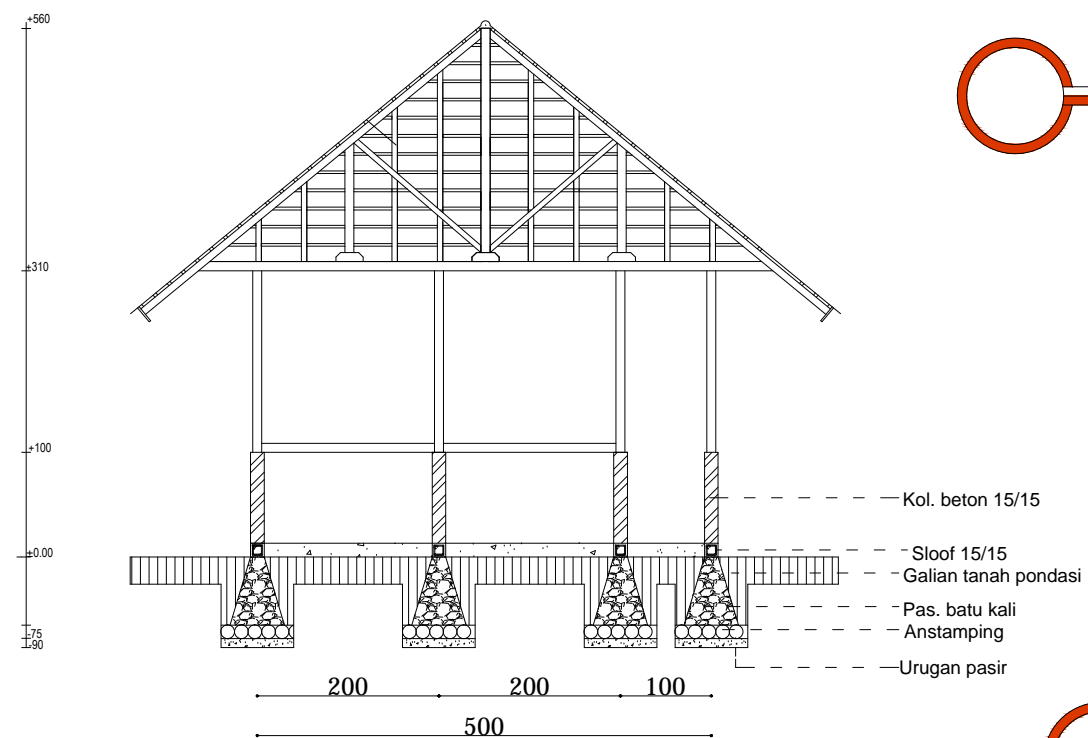 +560
+310
+100
+0.00
-75
-90
Kol. beton 15/15
Sloof 15/15
Galian tanah pondasi
Pas. batu kali
Anstamping
Urugan pasir
200 200 100
500